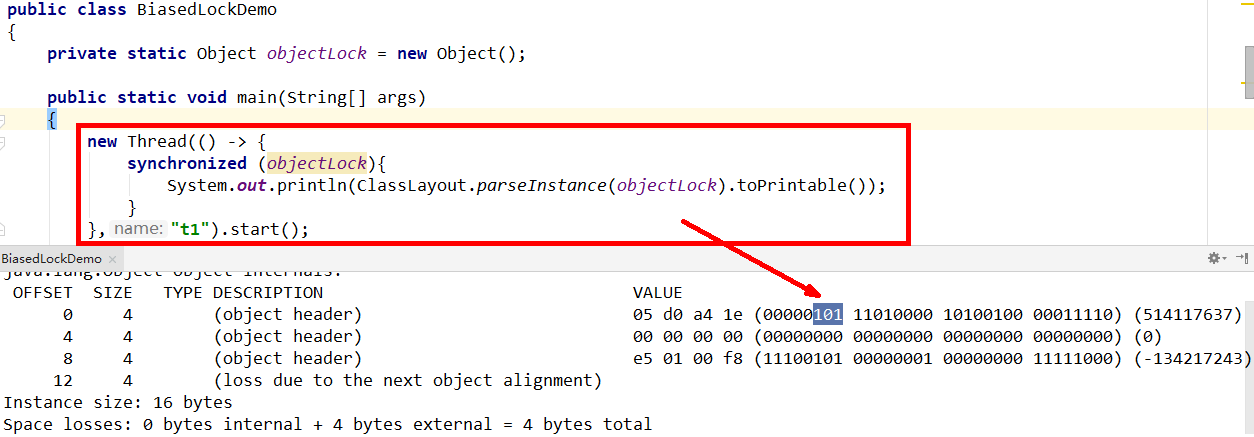 public class BiasedLockDemo
{
private static Object objectLock = new Object();
public static void main(String[] args)
{
new Thread(() -> {
synchronized (objectLock){
System.out.println(ClassLayout.parseInstance(objectLock).toPrintable());
}
}, name: "t1").start();
BiasedLockDemo ×
java.lang.Object object internals:
OFFSET SIZE TYPE DESCRIPTION VALUE
0 4 (object header) 05 d0 a4 1e (00000101 11010000 10100100 00011110) (514117637)
4 4 (object header) 00 00 00 00 (00000000 00000000 00000000 00000000) (0)
8 4 (object header) e5 01 00 f8 (11100101 00000001 00000000 11111000) (-134217243)
12 4 (loss due to the next object alignment)
Instance size: 16 bytes
Space losses: 0 bytes internal + 4 bytes external = 4 bytes total